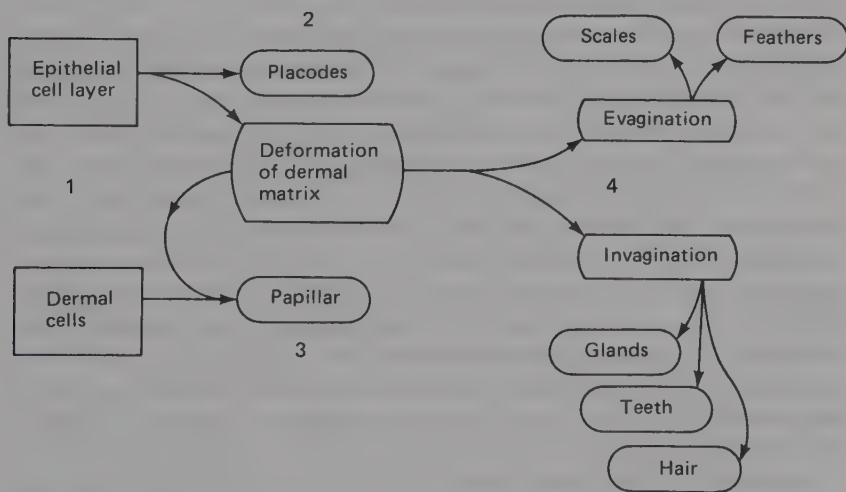 2
Scales
Feathers
Epithelial
cell layer
Placodes
Evagination
Deformation
of dermal
matrix
1
4
Invagination
Dermal
cells
Papillar
3
Glands
Teeth
Hair